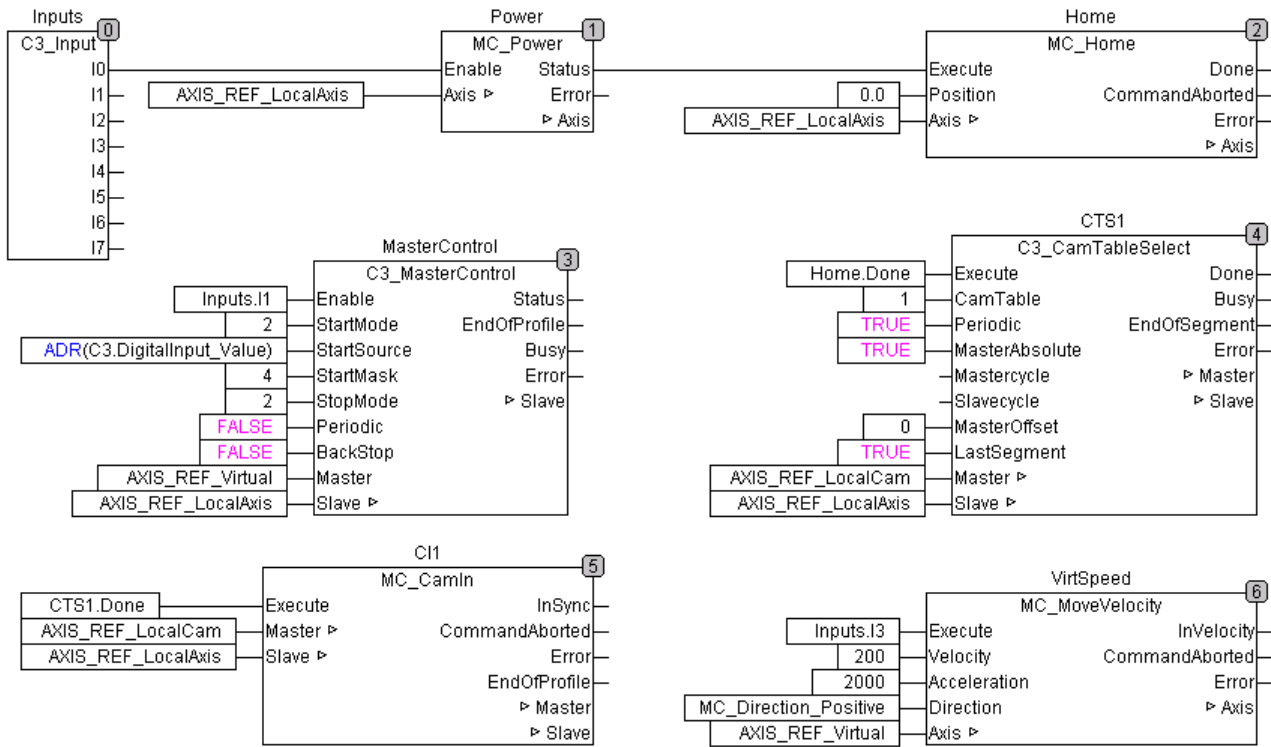 Inputs
0
C3_Input
I0
I1
I2
I3
I4
I5
I6
I7
Power
1
MC_Power
Enable Status
AXIS_REF_LocalAxis Axis Error
Axis
Home
2
MC_Home
Execute Done
0.0 Position CommandAborted
AXIS_REF_LocalAxis Axis Error
Axis
MasterControl
3
C3_MasterControl
Inputs.I1 Enable Status
2 StartMode EndOfProfile
ADR(C3.DigitalInput_Value) StartSource Busy
4 StartMask Error
2 StopMode Slave
FALSE Periodic
FALSE BackStop
AXIS_REF_Virtual Master
AXIS_REF_LocalAxis Slave
CTS1
4
C3_CamTableSelect
Home.Done Execute Done
1 CamTable Busy
TRUE Periodic EndOfSegment
TRUE MasterAbsolute Error
Mastercycle Master
Slavecycle Slave
0 MasterOffset
TRUE LastSegment
AXIS_REF_LocalCam Master
AXIS_REF_LocalAxis Slave
CI1
5
MC_CamIn
CTS1.Done Execute InSync
AXIS_REF_LocalCam Master CommandAborted
AXIS_REF_LocalAxis Slave Error
EndOfProfile
Master
Slave
VirtSpeed
6
MC_MoveVelocity
Inputs.I3 Execute InVelocity
200 Velocity CommandAborted
2000 Acceleration Error
MC_Direction_Positive Direction Axis
AXIS_REF_Virtual Axis